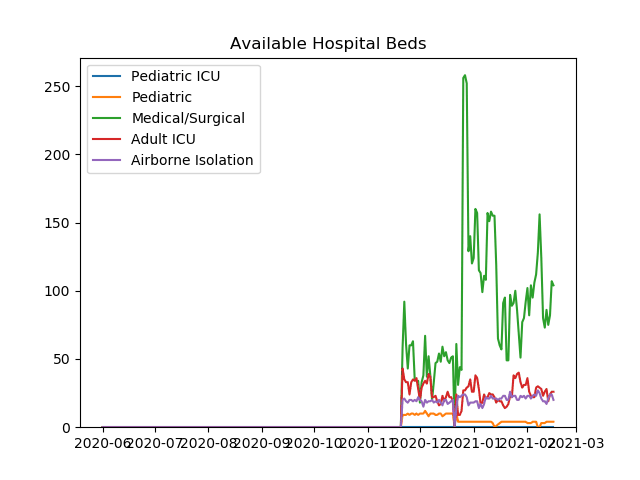 Available Hospital Beds
Pediatric ICU
Pediatric
Medical/Surgical
Adult ICU
Airborne Isolation
250
200
150
100
50
0
2020-06 2020-07 2020-08 2020-09 2020-10 2020-11 2020-12 2021-01 2021-02 2021-03